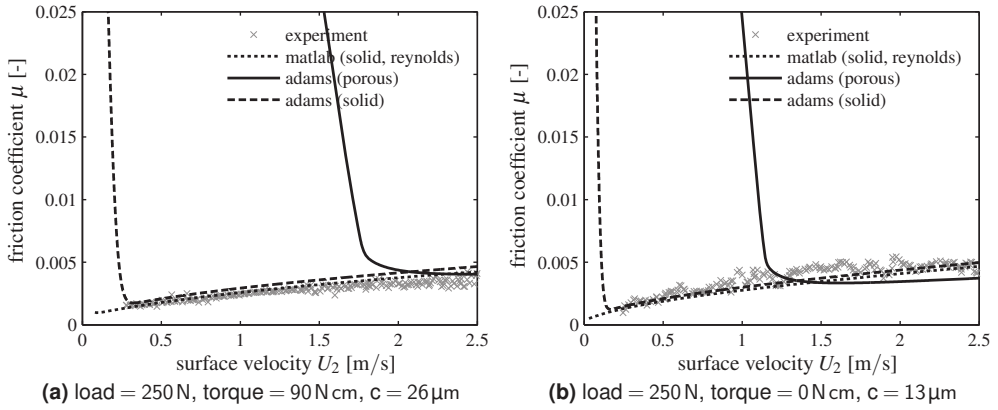 0.025
0.02
0.015
0.01
0.005
0
0
0.5
1
1.5
2
2.5
friction coefficient μ [-]
surface velocity U₂ [m/s]
experiment
matlab (solid, reynolds)
adams (porous)
adams (solid)
(a) load = 250 N, torque = 90 N cm, c = 26 μm
0.025
0.02
0.015
0.01
0.005
0
0
0.5
1
1.5
2
2.5
friction coefficient μ [-]
surface velocity U₂ [m/s]
experiment
matlab (solid, reynolds)
adams (porous)
adams (solid)
(b) load = 250 N, torque = 0 N cm, c = 13 μm